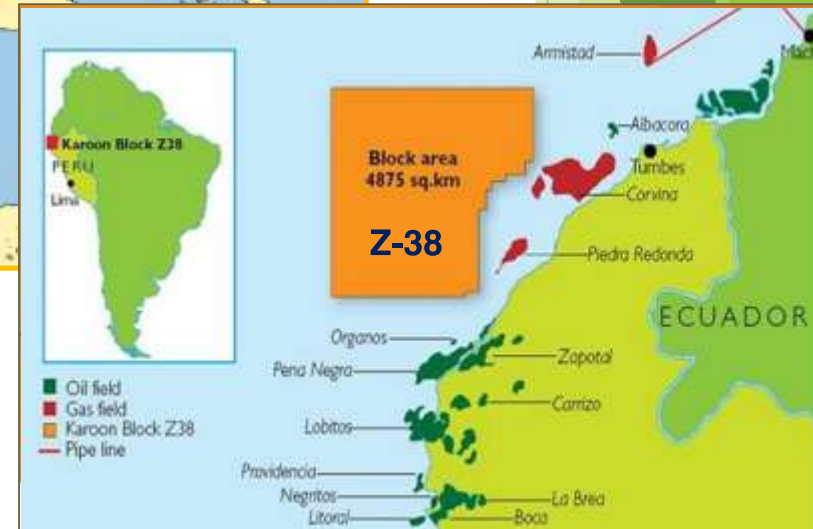 Karoon Block Z38
PERU
Lima
Oil field
Gas field
Karoon Block Z38
Pipe line
Block area
4875 sq.km
Z-38
Armistad
Albacora
Tumbes
Corvina
Piedra Redonda
ECUADOR
Organos
Pena Negra
Zapotal
Carrizo
Lobitos
Providencia
Negritos
Litoral
La Brea
Boca